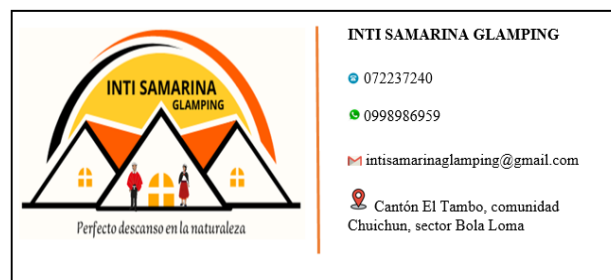 INTI SAMARINA
GLAMPING
Perfecto descanso en la naturaleza
INTI SAMARINA GLAMPING
072237240
0998986959
intisamarinaglamping@gmail.com
Cantón El Tambo, comunidad
Chuichun, sector Bola Loma